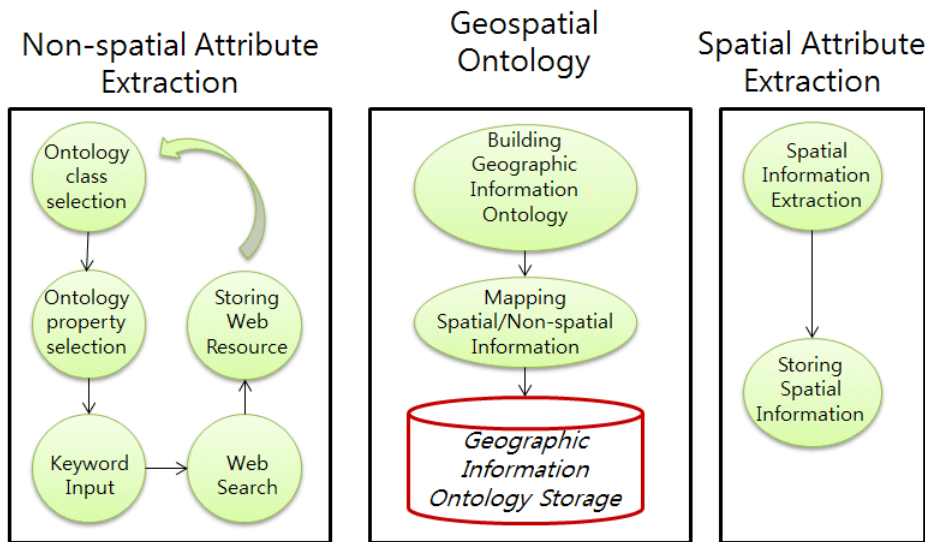 Non-spatial Attribute
Extraction
Ontology
class
selection
Ontology
property
selection
Keyword
Input
Web
Search
Storing
Web
Resource
Geospatial
Ontology
Building
Geographic
Information
Ontology
Mapping
Spatial/Non-spatial
Information
Geographic
Information
Ontology Storage
Spatial Attribute
Extraction
Spatial
Information
Extraction
Storing
Spatial
Information